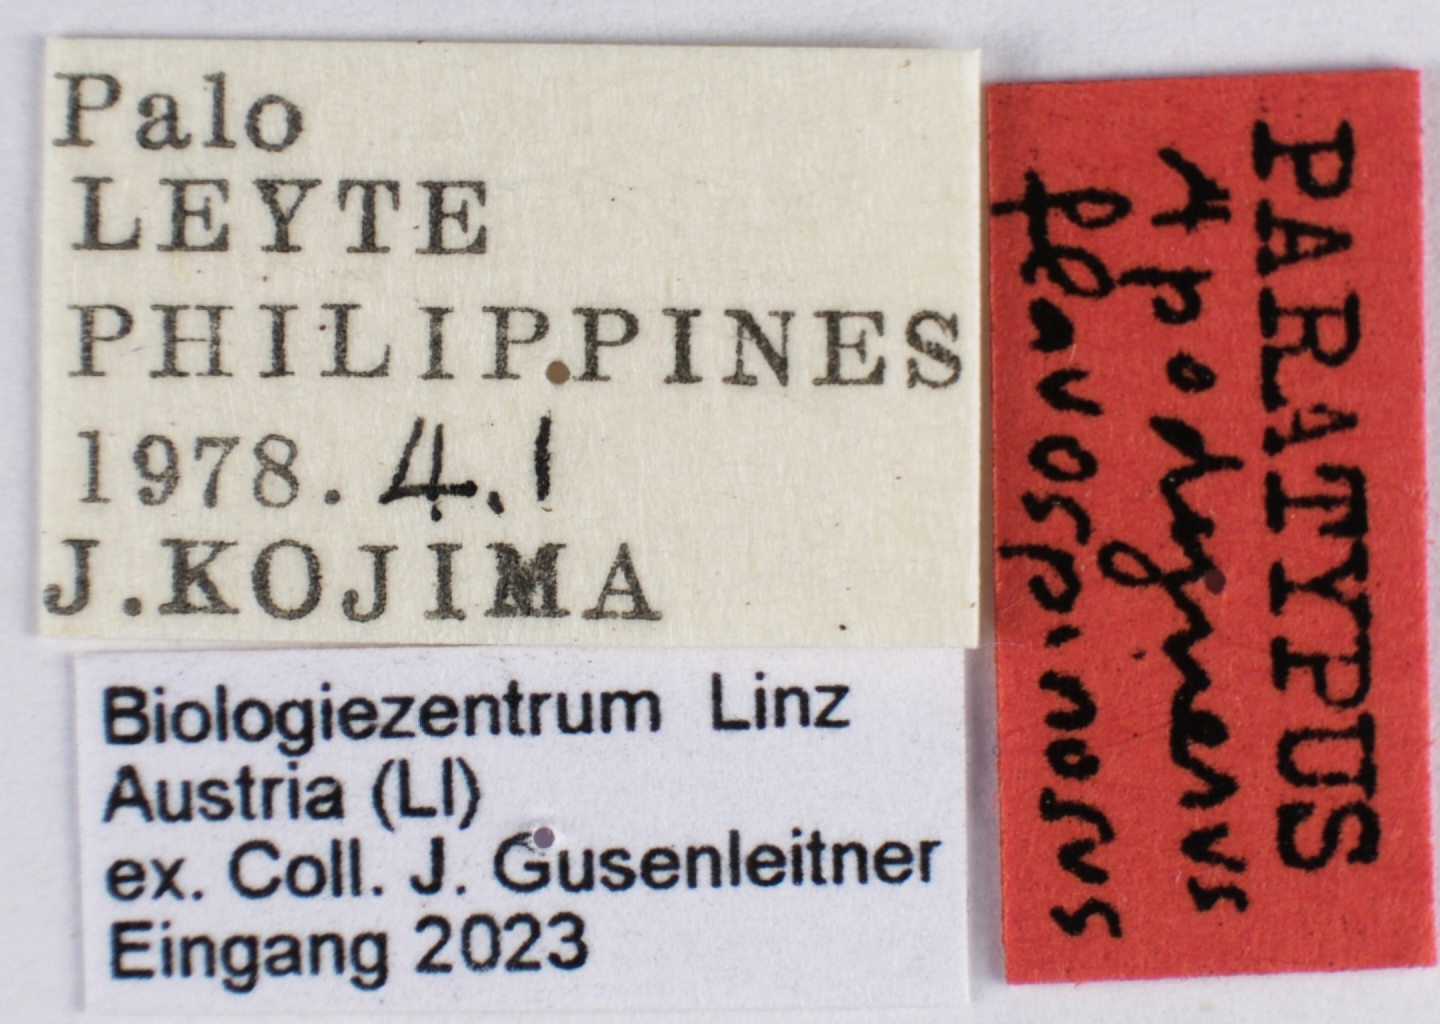 Palo
LEYTE
PHILIPPINES
1978. 4.1
J.KOJIMA
Biologiezentrum Linz
Austria (LI)
ex. Coll. J. Gusenleitner
Eingang 2023
PARATYPUS
Apodynerus
flavospinosus